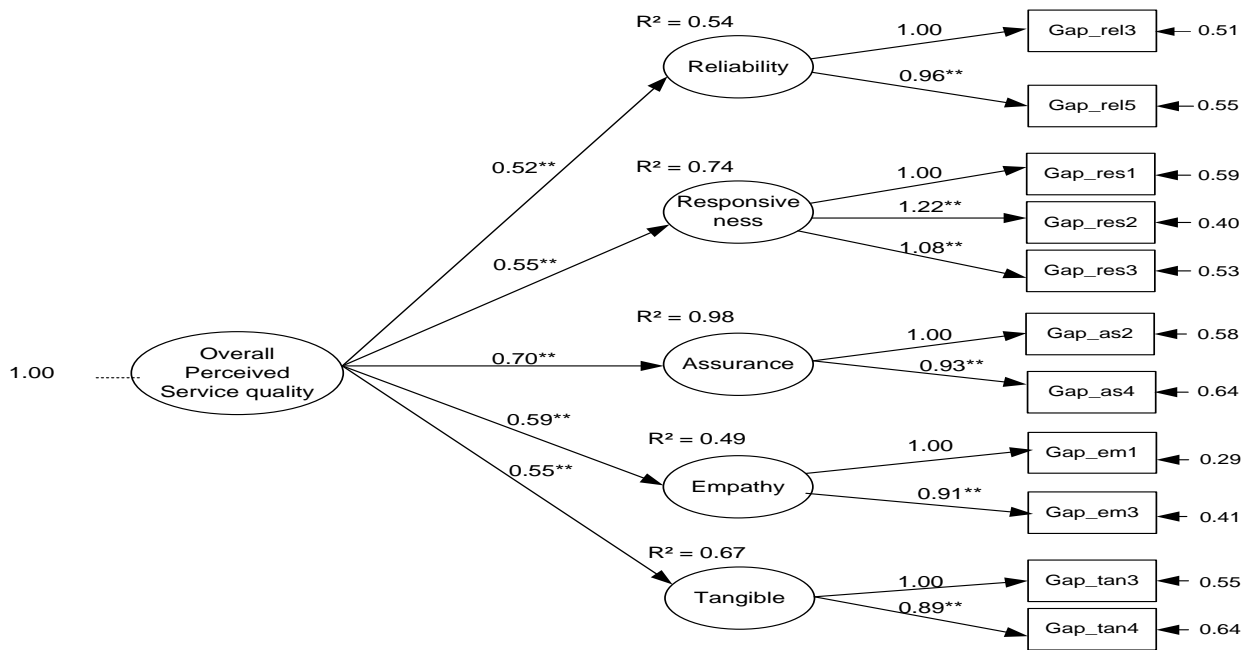 R² = 0.54
Reliability
1.00
Gap_rel3
0.51
0.96**
Gap_rel5
0.55
0.52**
R² = 0.74
Responsive
ness
1.00
Gap_res1
0.59
1.22**
Gap_res2
0.40
1.08**
Gap_res3
0.53
0.55**
R² = 0.98
Assurance
1.00
Gap_as2
0.58
0.93**
Gap_as4
0.64
0.70**
1.00
Overall
Perceived
Service quality
0.59**
R² = 0.49
Empathy
1.00
Gap_em1
0.29
0.91**
Gap_em3
0.41
0.55**
R² = 0.67
Tangible
1.00
Gap_tan3
0.55
0.89**
Gap_tan4
0.64